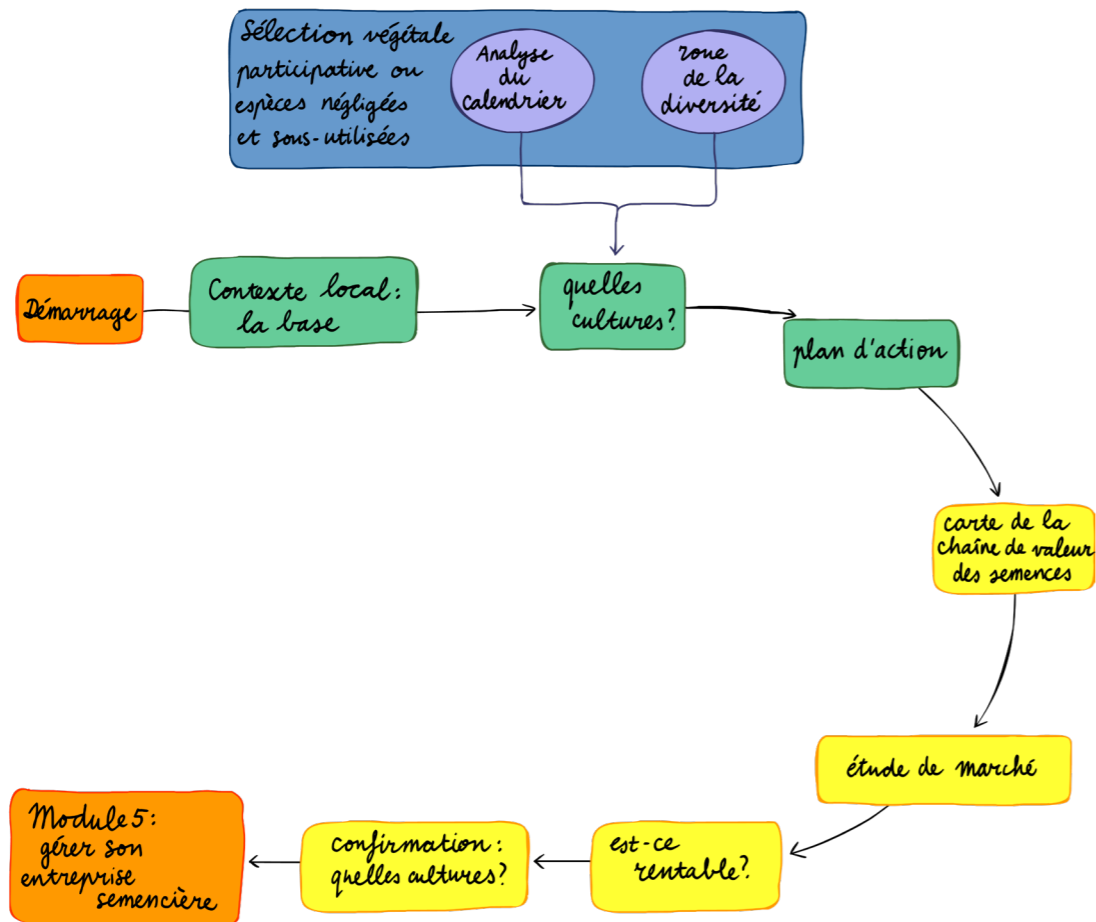 Sélection végétale
participative ou
espèces négligées
et sous-utilisées
Analyse
du
calendrier
roue
de la
diversité
Démarrage
Contexte local:
la base
quelles
cultures?
plan d'action
carte de la
chaîne de valeur
des semences
étude de marché
est-ce
rentable?
confirmation:
quelles cultures?
Module 5:
gérer son
entreprise
semencière